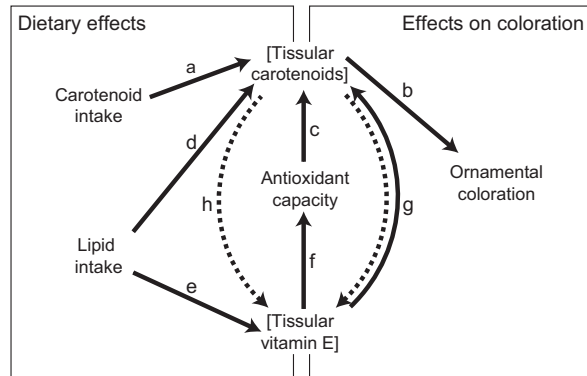 Dietary effects
Effects on coloration
[Tissular
carotenoids]
a
b
Carotenoid
intake
d
c
Ornamental
coloration
Antioxidant
capacity
h
g
Lipid
intake
f
e
[Tissular
vitamin E]